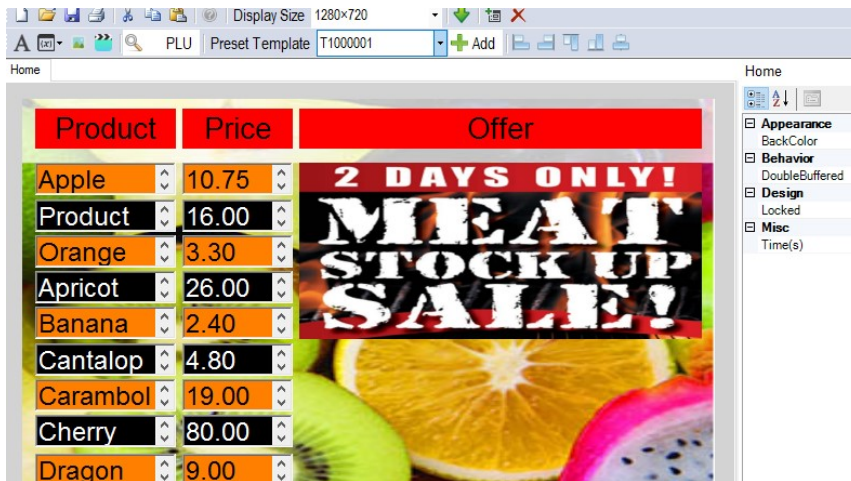 Display Size 1280×720
A (x) PLU Preset Template T1000001 Add
Home
Home
Product Price Offer
Appearance
BackColor
Behavior
DoubleBuffered
Design
Locked
Misc
Time(s)
Apple 10.75
Product 16.00
Orange 3.30
Apricot 26.00
Banana 2.40
Cantalop 4.80
Carambol 19.00
Cherry 80.00
Dragon 9.00
2 DAYS ONLY!
MEAT
STOCK UP
SALE!